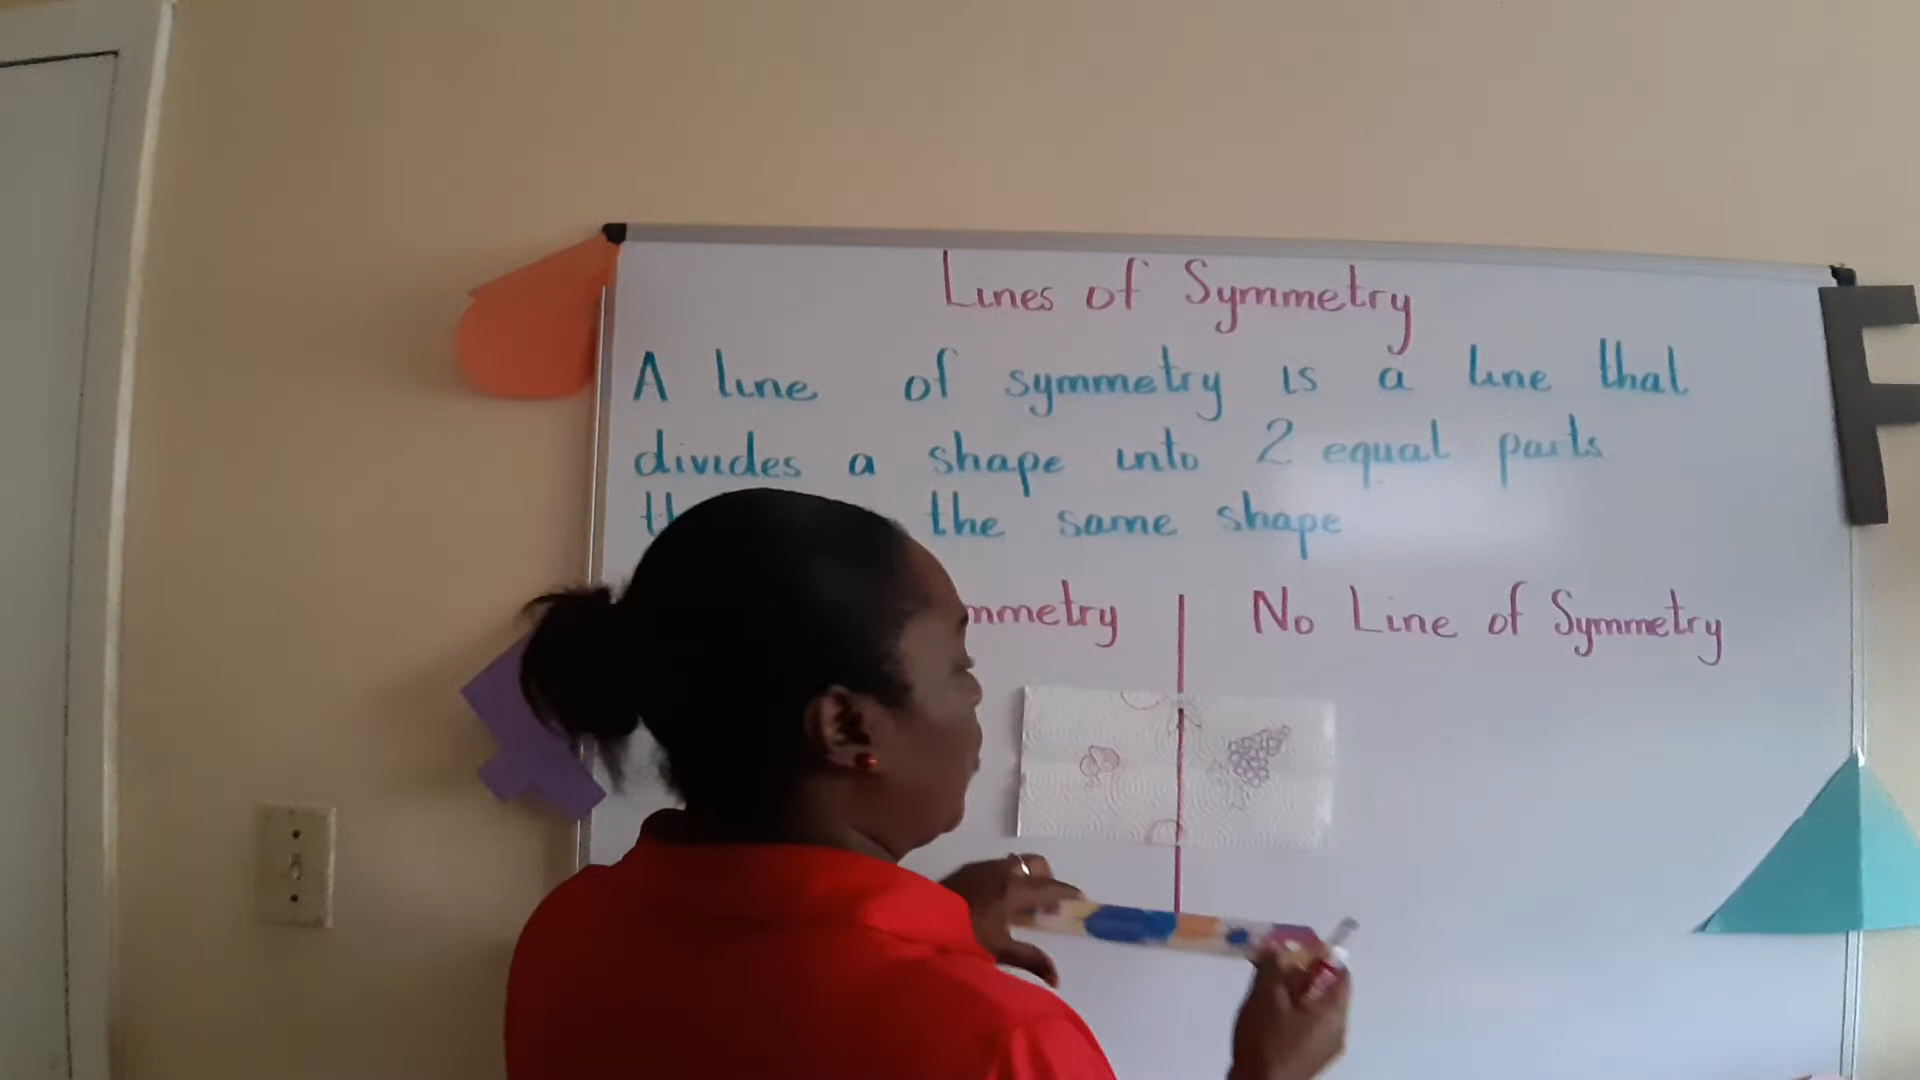 Lines of Symmetry
A line of symmetry is a line that
divides a shape into 2 equal parts
the same shape
No Line of Symmetry